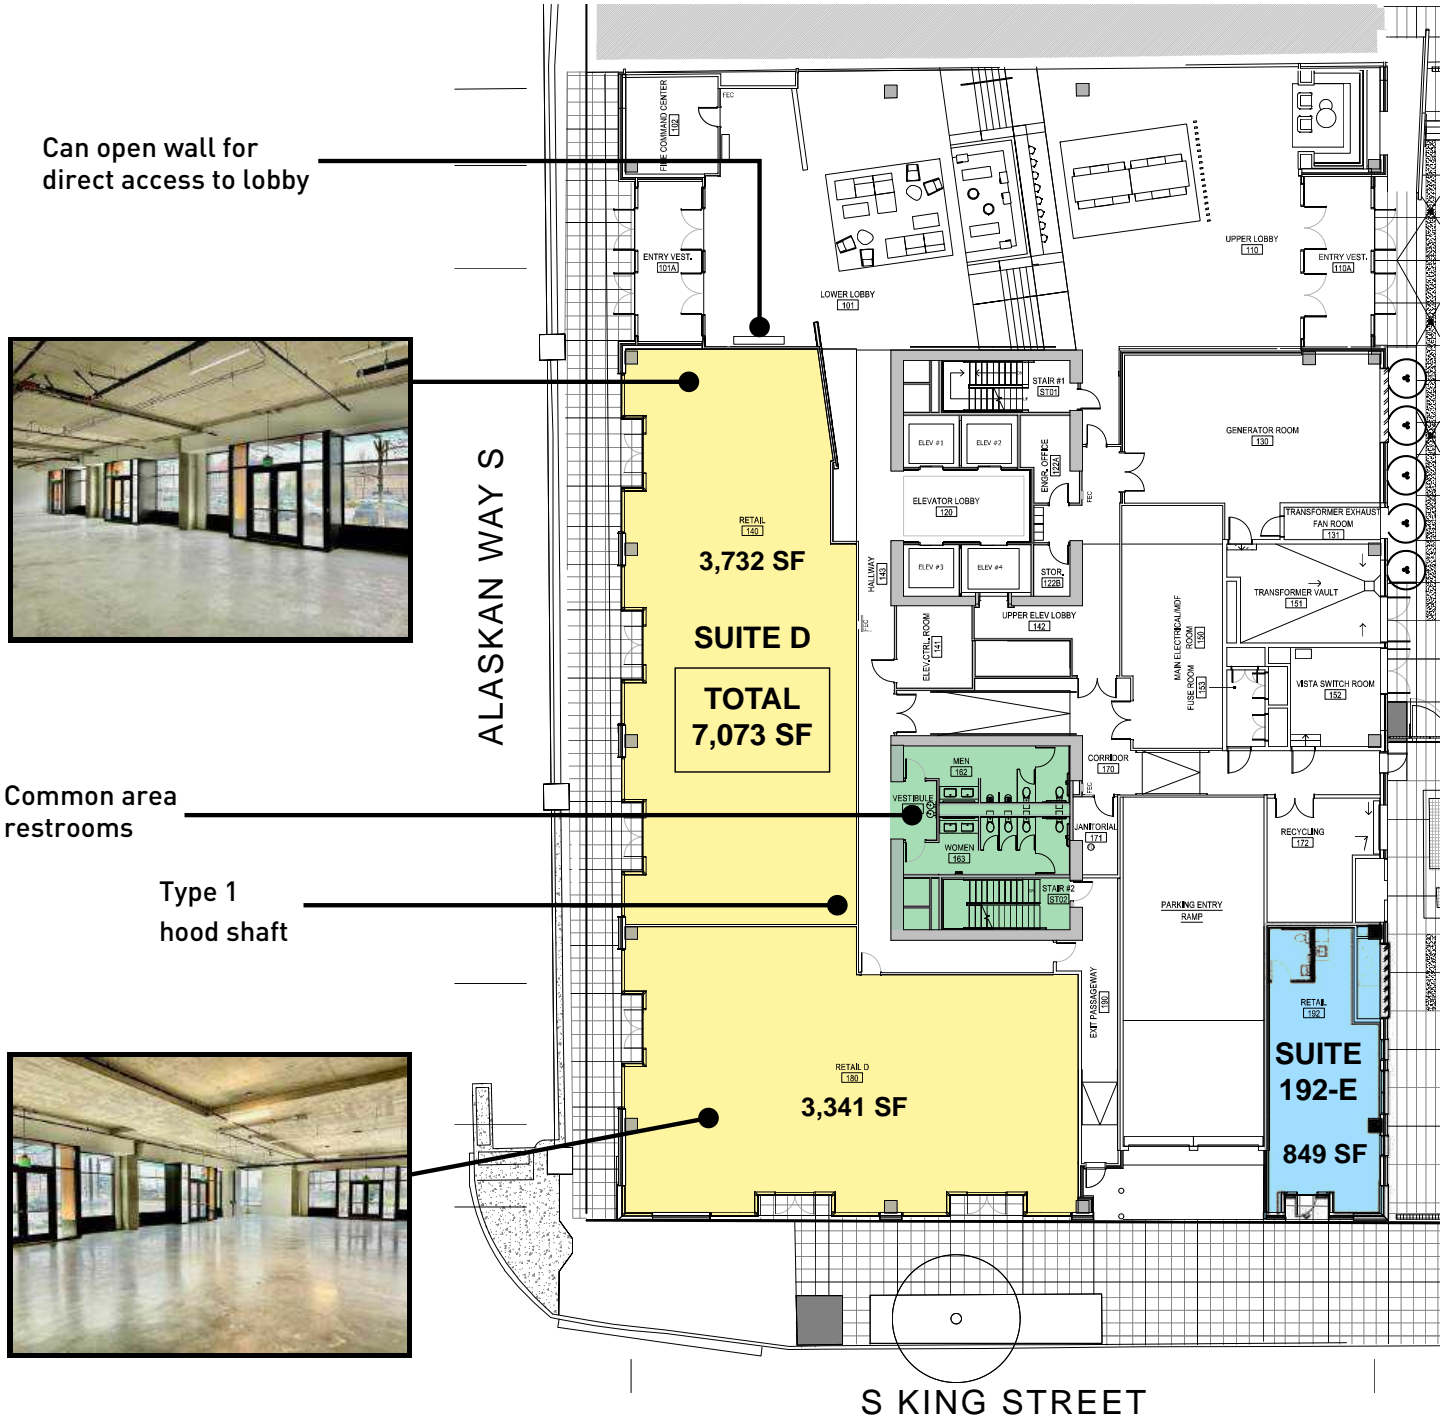 Can open wall for
direct access to lobby
FIRE COMMAND CENTER
102
FEC
ENTRY VEST.
101A
LOWER LOBBY
101
UPPER LOBBY
110
ENTRY VEST.
110A
STAIR #1
ST01
ELEV #1
ELEV #2
ENGR. OFFICE
122A
FEC
GENERATOR ROOM
130
ELEVATOR LOBBY
120
TRANSFORMER EXHAUST
FAN ROOM
131
RETAIL
140
3,732 SF
HALLWAY
143
ELEV #3
ELEV #4
STOR.
122B
TRANSFORMER VAULT
151
UPPER ELEV LOBBY
142
FEC
ELEV.CTRL. ROOM
141
MAIN ELECTRICAL/MDF
ROOM
150
FUSE ROOM
153
VISTA SWITCH ROOM
152
ALASKAN WAY S
SUITE D
TOTAL
7,073 SF
MEN
162
CORRIDOR
170
FEC
VESTIBULE
Common area
restrooms
JANITORIAL
171
RECYCLING
172
WOMEN
163
Type 1
hood shaft
STAIR #2
ST02
PARKING ENTRY
RAMP
EXIT PASSAGEWAY
190
RETAIL
192
SUITE
192-E
849 SF
RETAIL D
180
3,341 SF
S KING STREET